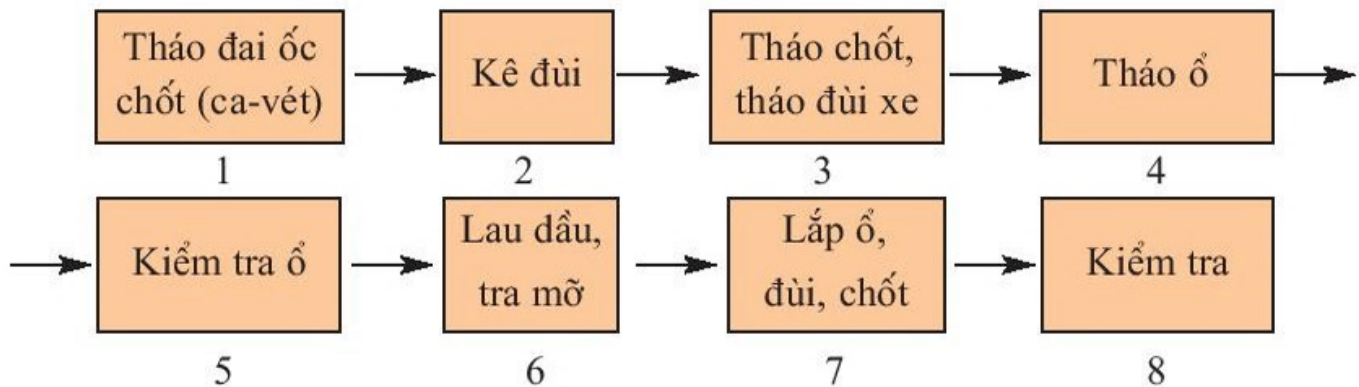 Tháo đai ốc
chốt (ca-vét)
1
Kê đùi
2
Tháo chốt,
tháo đùi xe
3
Tháo ổ
4
Kiểm tra ổ
5
Lau dầu,
tra mỡ
6
Lắp ổ,
đùi, chốt
7
Kiểm tra
8